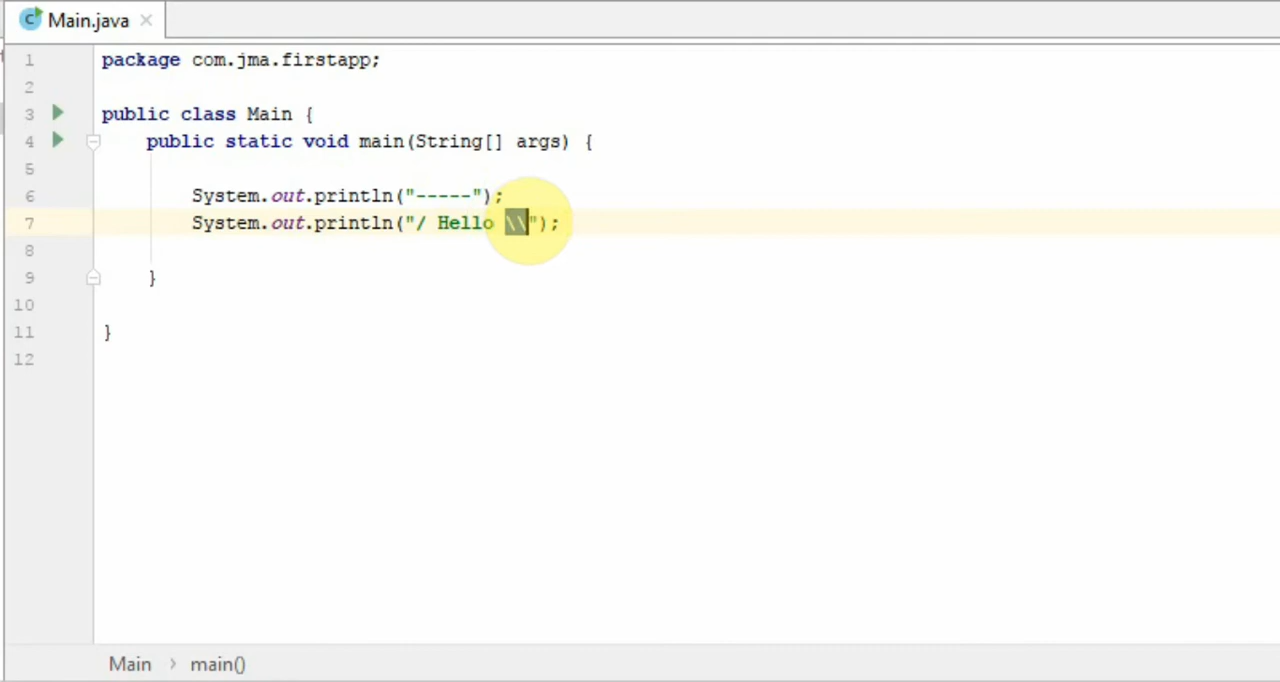 Main.java
1 package com.jma.firstapp;
2
3 public class Main {
4 public static void main(String[] args) {
5
6 System.out.println("-----");
7 System.out.println("/ Hello \\");
8
9 }
10
11 }
12
Main > main()